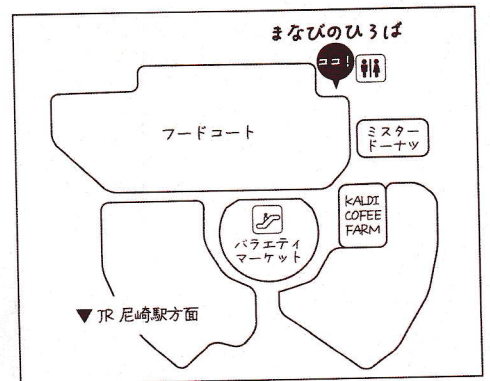 まなびのひろば
ココ!
フードコート
ミスター
ドーナツ
KALDI
COFEE
FARM
バラエティ
マーケット
▼JR 尼崎駅方面